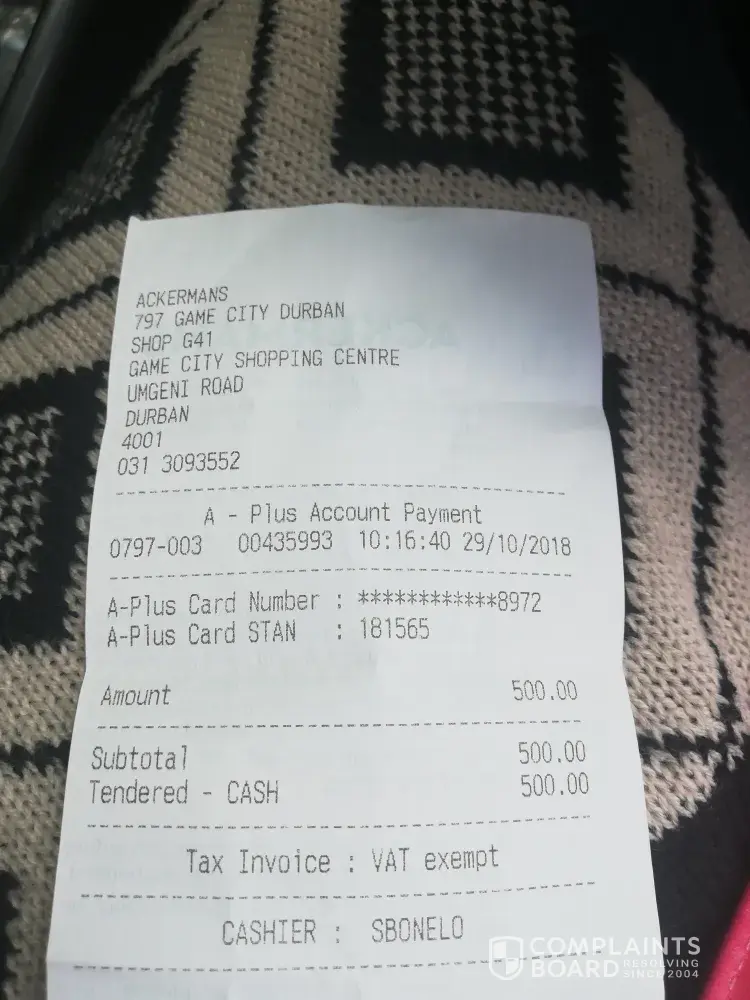 ACKERMANS
797 GAME CITY DURBAN
SHOP G41
GAME CITY SHOPPING CENTRE
UMGENI ROAD
DURBAN
4001
031 3093552
A - Plus Account Payment
0797-003 00435993 10:16:40 29/10/2018
A-Plus Card Number : ************8972
A-Plus Card STAN : 181565
Amount 500.00
Subtotal 500.00
Tendered - CASH 500.00
Tax Invoice : VAT exempt
CASHIER : SBONELO
COMPLAINTS
BOARD RESOLVING SINCE 2004